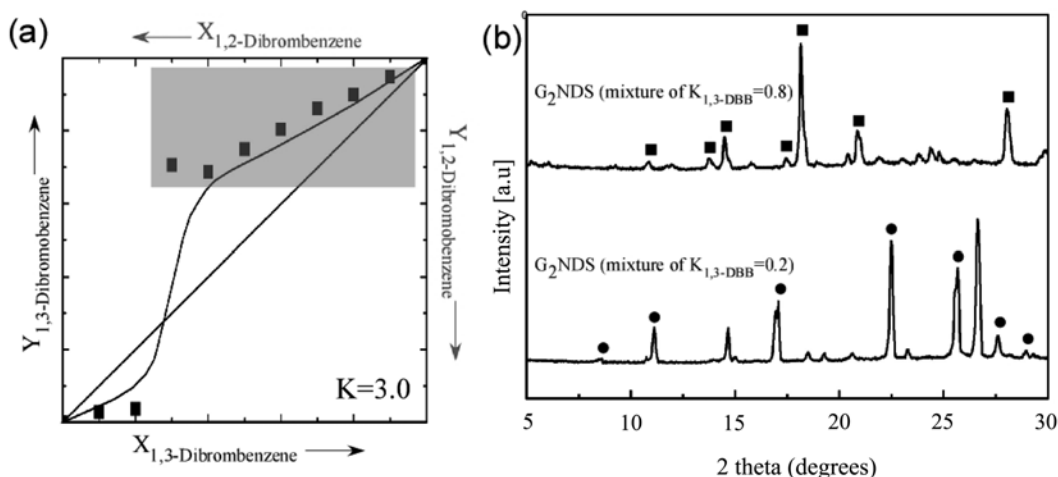 (a)
X1,2-Dibrombenzene
Y1,3-Dibromobenzene
Y1,2-Dibromobenzene
K=3.0
X1,3-Dibrombenzene
(b)
0
G2NDS (mixture of K1,3-DBB=0.8)
G2NDS (mixture of K1,3-DBB=0.2)
Intensity [a.u]
5 10 15 20 25 30
2 theta (degrees)